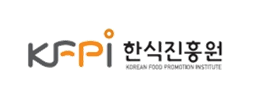 KFPi 한식진흥원
KOREAN FOOD PROMOTION INSTITUTE